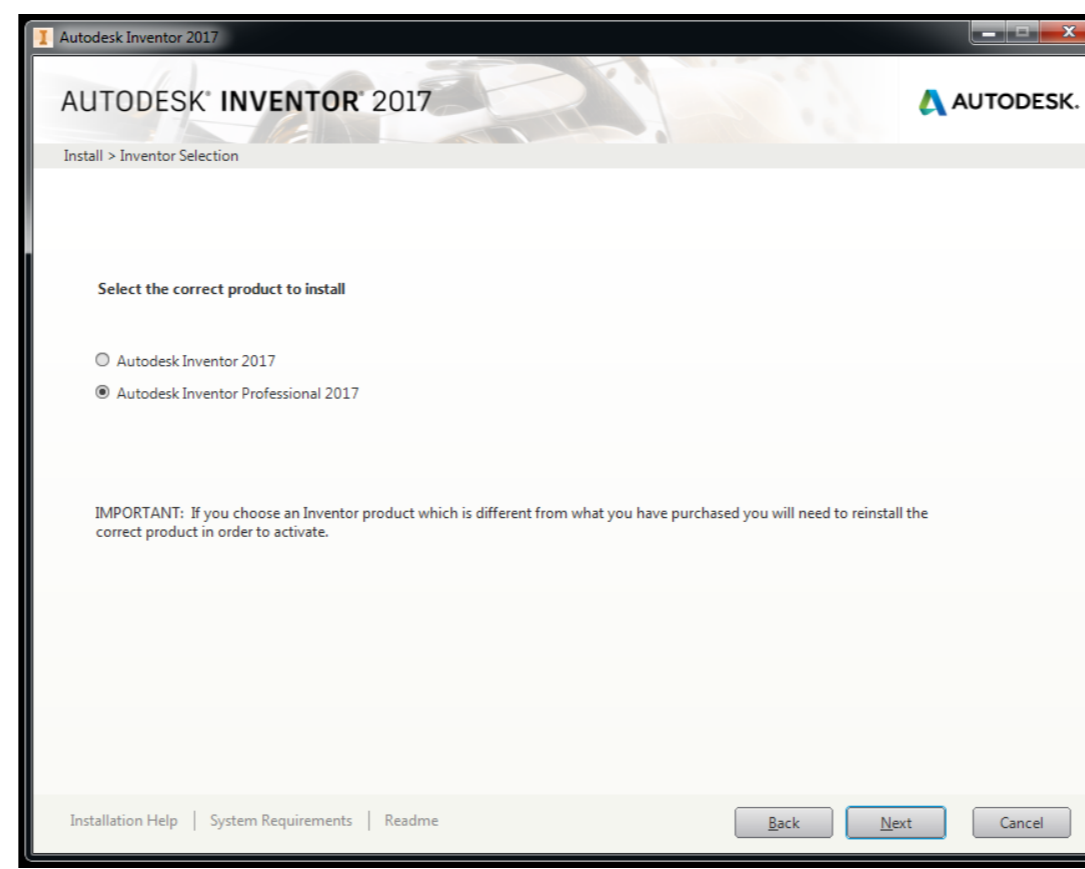 Autodesk Inventor 2017
AUTODESK® INVENTOR® 2017
AUTODESK.
Install > Inventor Selection
Select the correct product to install
Autodesk Inventor 2017
Autodesk Inventor Professional 2017
IMPORTANT: If you choose an Inventor product which is different from what you have purchased you will need to reinstall the
correct product in order to activate.
Installation Help | System Requirements | Readme
Back Next Cancel